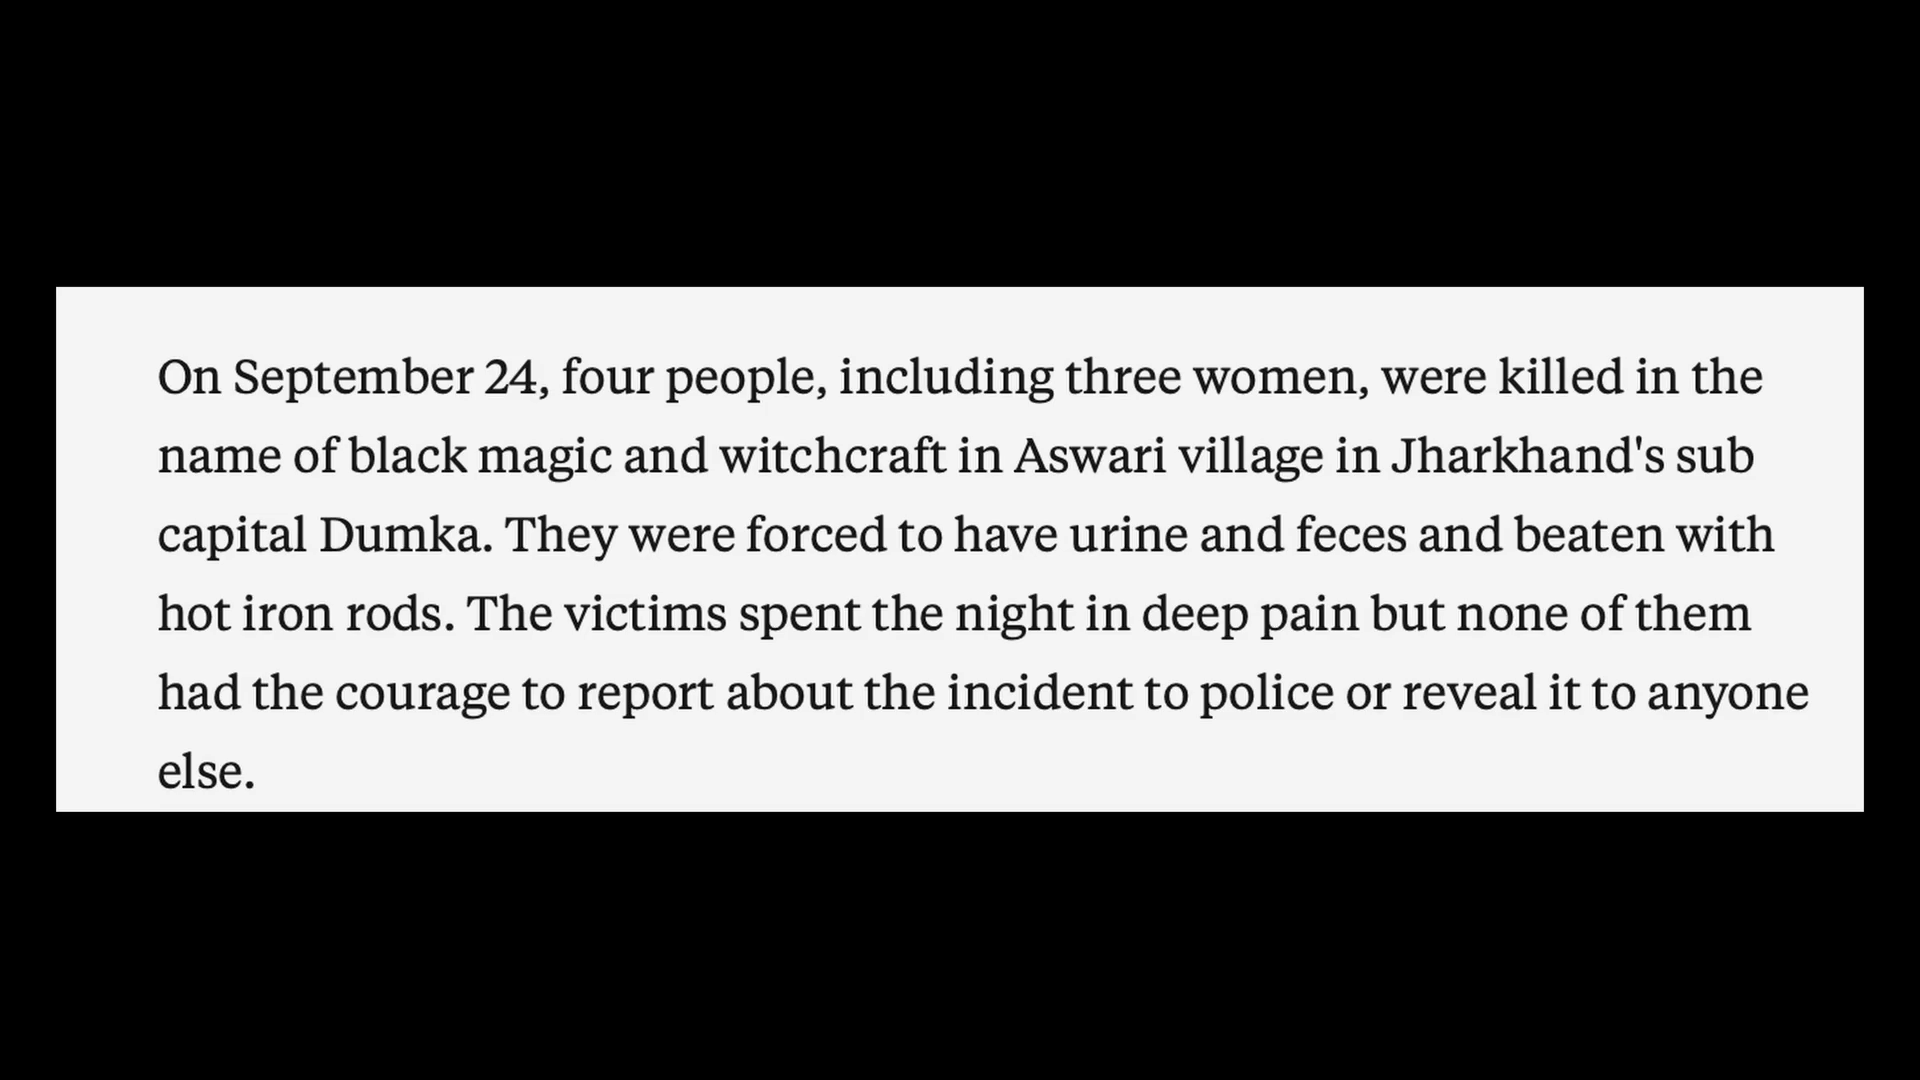 On September 24, four people, including three women, were killed in the
name of black magic and witchcraft in Aswari village in Jharkhand's sub
capital Dumka. They were forced to have urine and feces and beaten with
hot iron rods. The victims spent the night in deep pain but none of them
had the courage to report about the incident to police or reveal it to anyone
else.